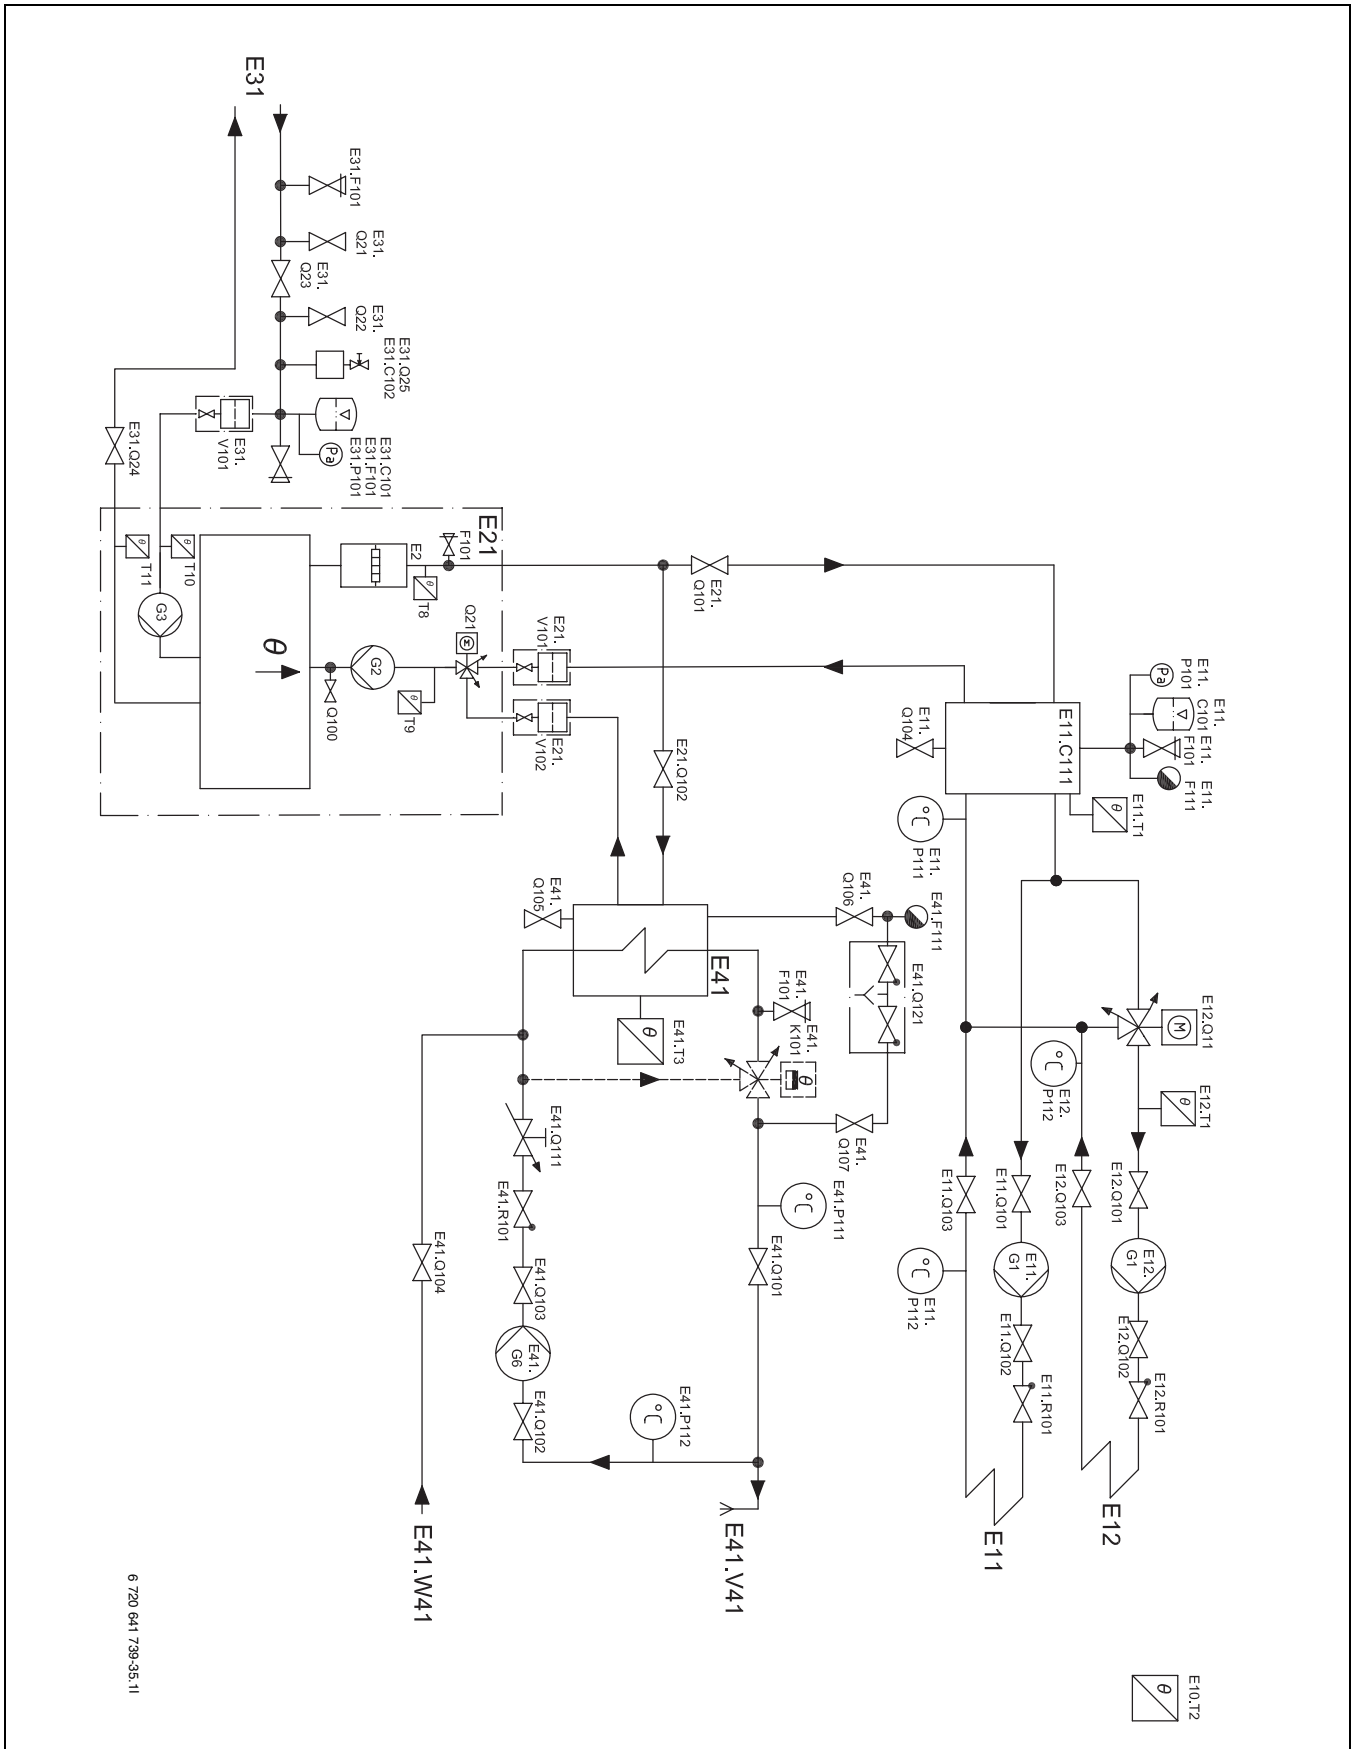 E31
E31.F101
E31.
Q21
E31.
Q23
E31.
Q22
E31.Q25
E31.C102
E31.C101
E31.F101
E31.P101
Pa
E31.
V101
E31.Q24
E21
F101
E2
θ
T8
θ
T10
θ
T11
G3
θ
Q21
M
G2
θ
T9
Q100
E21.
V101
E21.
V102
E21.
Q101
E21.Q102
E11.
P101
Pa
E11.
C101
E11.
F101
E11.
F111
E11.C111
E11.
Q104
E11.T1
θ
°C
E11.
P111
E41.
Q105
E41.
Q106
E41.F111
E41.Q121
E41
E41.
F101
E41.
K101
θ
E41.T3
θ
E41.
Q107
E12.Q11
M
E12.T1
θ
°C
E12.
P112
E12.Q101
E12.Q103
E11.Q101
E11.Q103
E12.
G1
E11.
G1
°C
E11.
P112
E12.Q102
E11.Q102
E12.R101
E11.R101
E12
E11
E41.Q111
E41.R101
E41.Q103
E41.
G6
E41.Q102
E41.Q104
E41.P111
°C
E41.Q101
E41.P112
°C
E41.V41
E41.W41
E10.T2
θ
6 720 641 739-35.1I